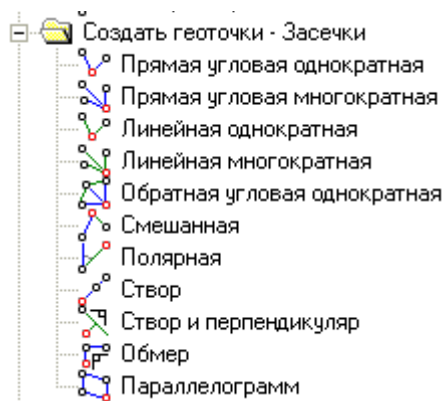 Создать геоточки - Засечки
Прямая угловая однократная
Прямая угловая многократная
Линейная однократная
Линейная многократная
Обратная угловая однократная
Смешанная
Полярная
Створ
Створ и перпендикуляр
Обмер
Параллелограмм